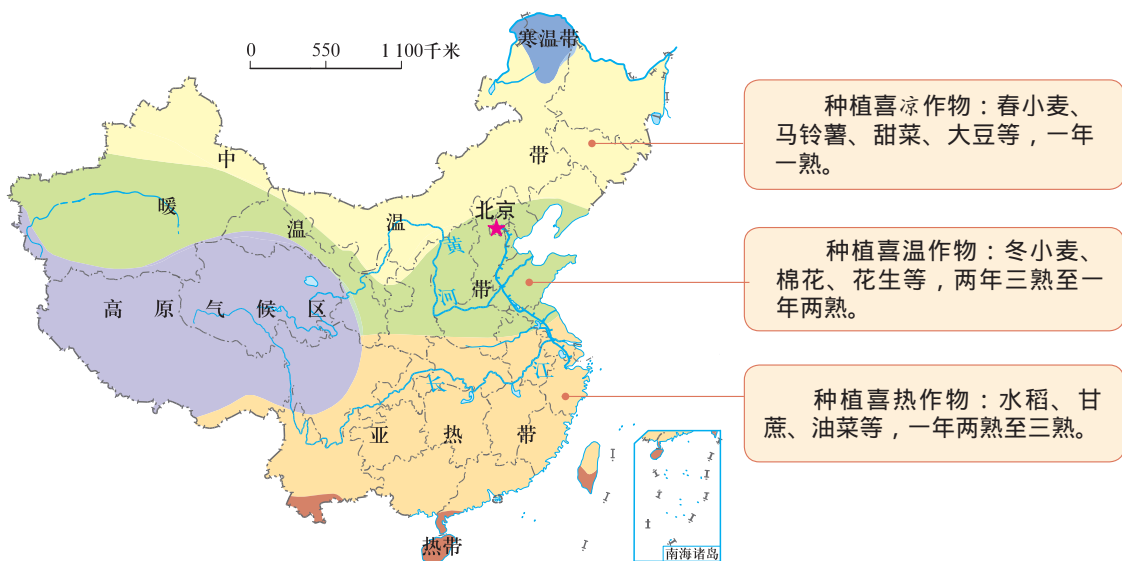 0 550 1 100千米
寒温带
中温带
暖温带
北京
黄河
高原气候区
长江
亚热带
热带
南海诸岛
种植喜凉作物：春小麦、
马铃薯、甜菜、大豆等，一年
一熟。
种植喜温作物：冬小麦、
棉花、花生等，两年三熟至一
年两熟。
种植喜热作物：水稻、甘
蔗、油菜等，一年两熟至三熟。